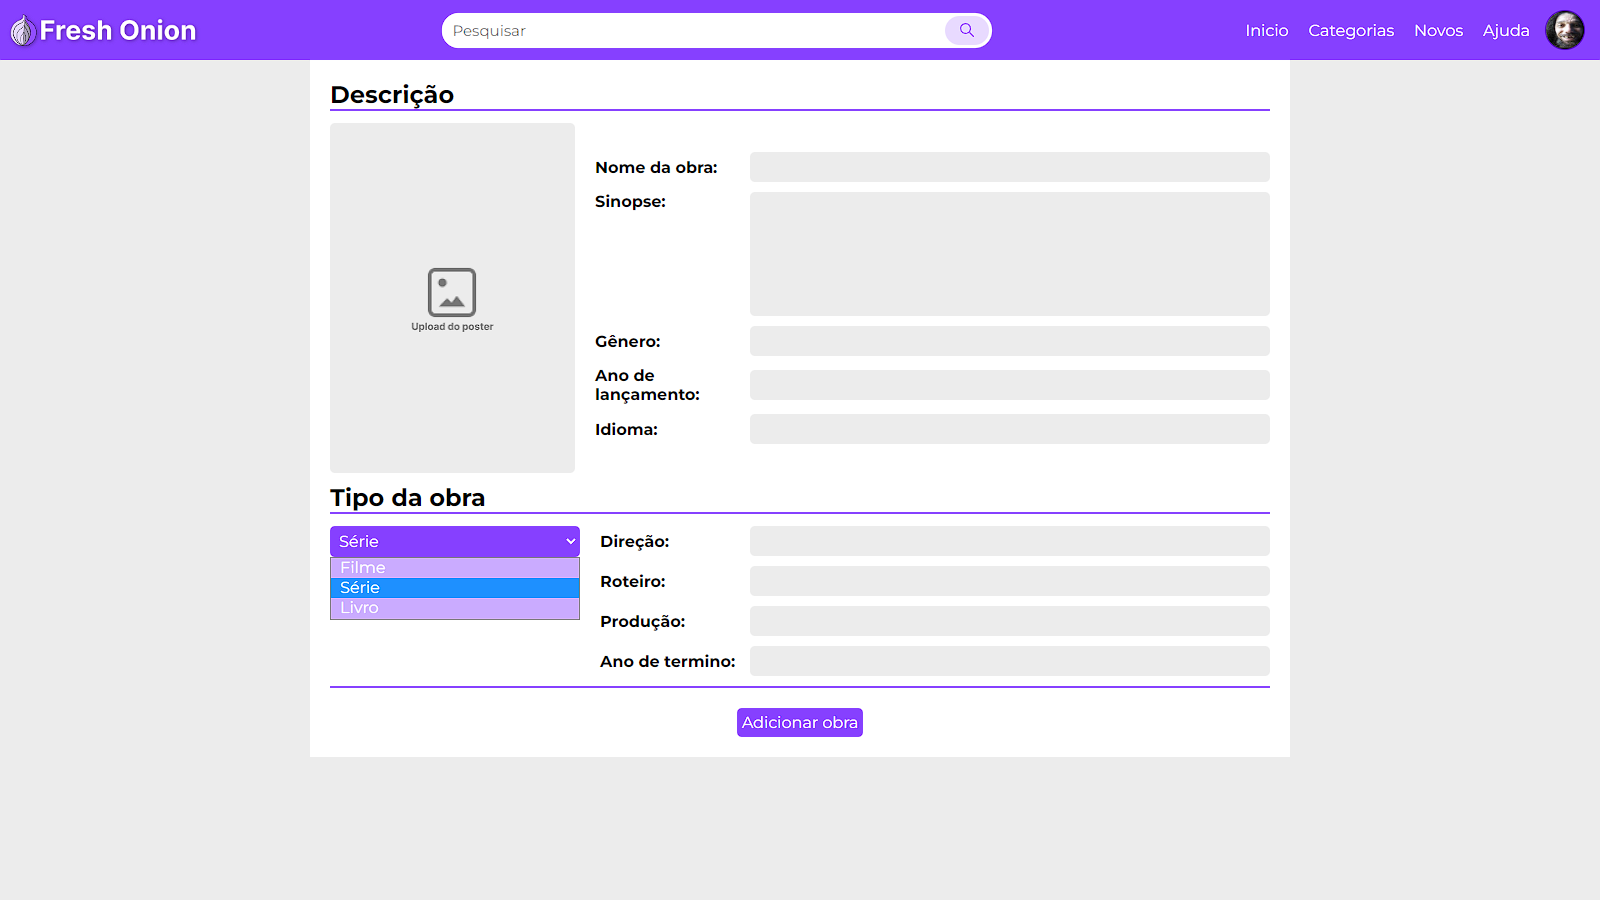 Fresh Onion
Pesquisar
Inicio
Categorias
Novos
Ajuda
Descrição
Upload do poster
Nome da obra:
Sinopse:
Gênero:
Ano de
lançamento:
Idioma:
Tipo da obra
Série
Filme
Série
Livro
Direção:
Roteiro:
Produção:
Ano de termino:
Adicionar obra